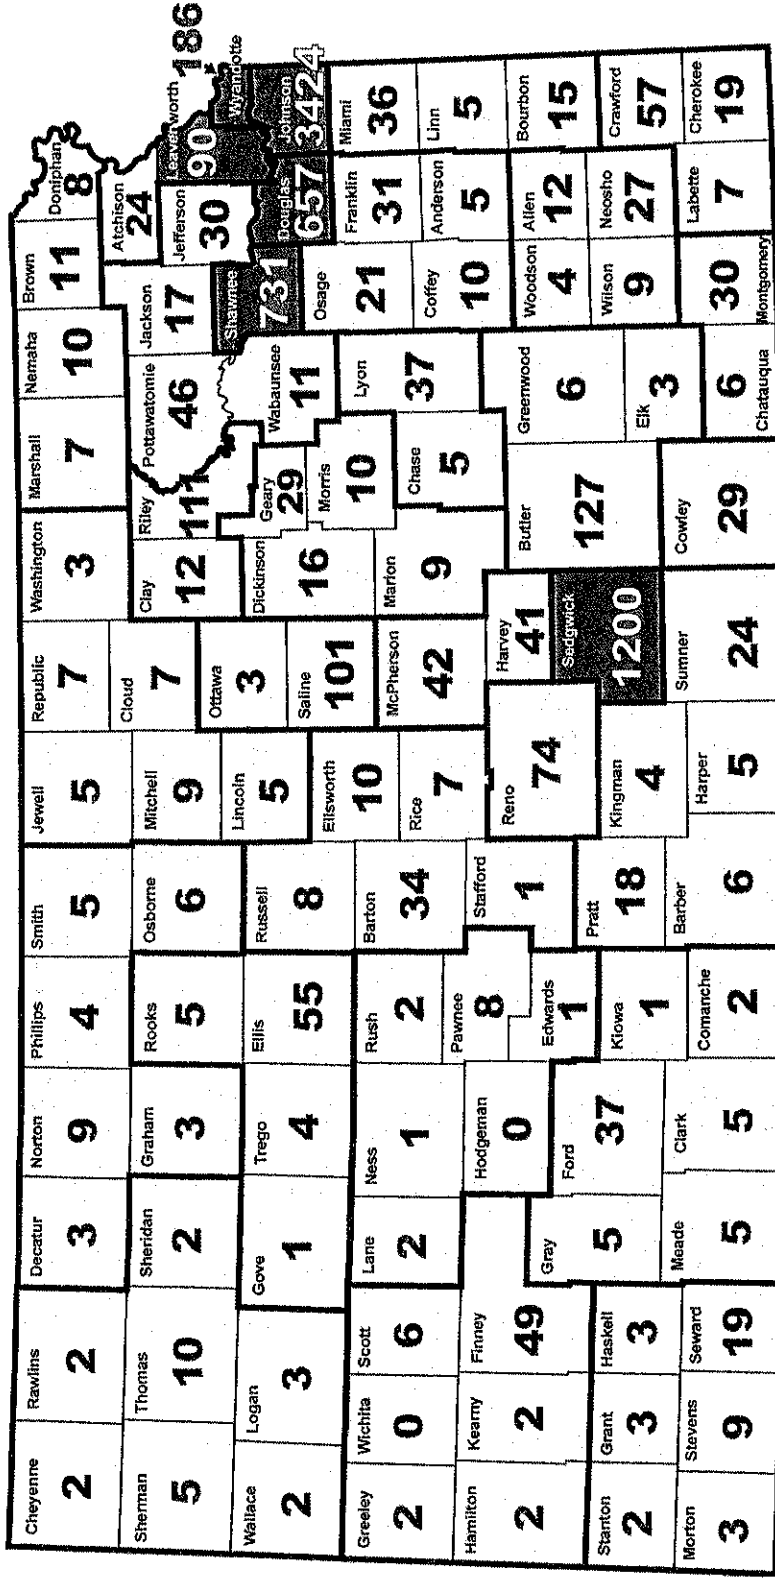 Cheyenne
2
Rawlins
2
Decatur
3
Norton
9
Phillips
4
Smith
5
Jewell
5
Republic
7
Washington
3
Marshall
7
Nemaha
10
Brown
11
Doniphan
8
Sherman
5
Thomas
10
Sheridan
2
Graham
3
Rooks
5
Osborne
6
Mitchell
9
Cloud
7
Clay
12
Riley
111
Pottawatomie
46
Jackson
17
Atchison
24
Jefferson
30
Leavenworth
90
186
Wyandotte
Wallace
2
Logan
3
Gove
1
Trego
4
Ellis
55
Russell
8
Lincoln
5
Ottawa
3
Saline
101
Dickinson
16
Geary
29
Morris
10
Wabaunsee
11
Shawnee
731
Douglas
657
Johnson
3424
Greeley
2
Wichita
0
Scott
6
Lane
2
Ness
1
Rush
2
Barton
34
Ellsworth
10
Rice
7
McPherson
42
Marion
9
Chase
5
Lyon
37
Osage
21
Franklin
31
Miami
36
Hamilton
2
Kearny
2
Finney
49
Hodgeman
0
Pawnee
8
Edwards
1
Stafford
1
Reno
74
Harvey
41
Butler
127
Greenwood
6
Coffey
10
Anderson
5
Linn
5
Stanton
2
Grant
3
Haskell
3
Gray
5
Ford
37
Kiowa
1
Pratt
18
Kingman
4
Sedgwick
1200
Elk
3
Woodson
4
Wilson
9
Allen
12
Neosho
27
Bourbon
15
Crawford
57
Morton
3
Stevens
9
Seward
19
Meade
5
Clark
5
Comanche
2
Barber
6
Harper
5
Sumner
24
Cowley
29
6
Chatauqua
30
Montgomery
Labette
7
Cherokee
19